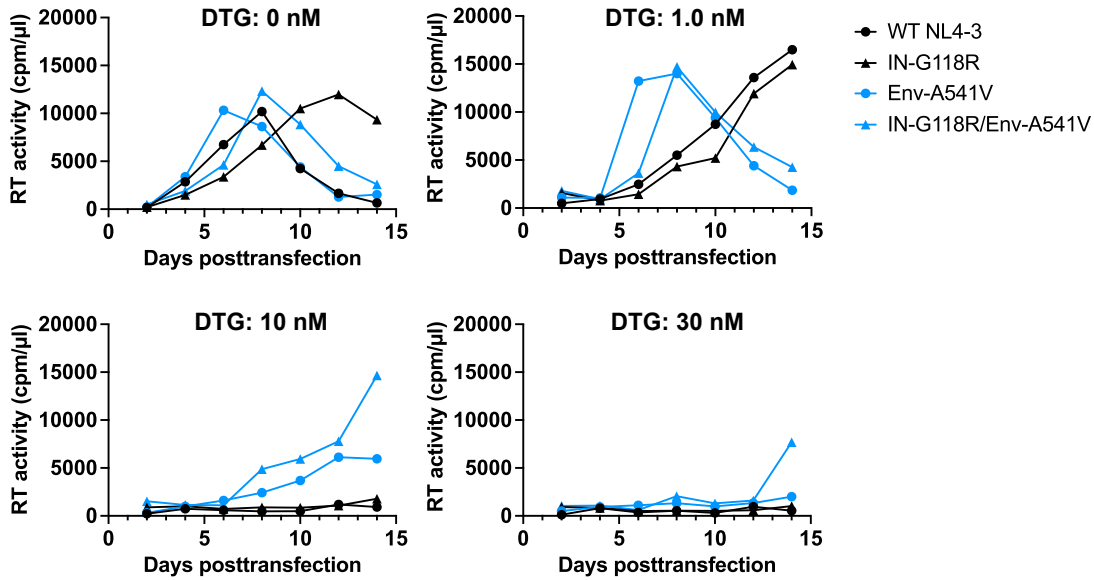 DTG: 0 nM
RT activity (cpm/µl)
20000
15000
10000
5000
0
0 5 10 15
Days posttransfection
DTG: 1.0 nM
RT activity (cpm/µl)
20000
15000
10000
5000
0
0 5 10 15
Days posttransfection
WT NL4-3
IN-G118R
Env-A541V
IN-G118R/Env-A541V
DTG: 10 nM
RT activity (cpm/µl)
20000
15000
10000
5000
0
0 5 10 15
Days posttransfection
DTG: 30 nM
RT activity (cpm/µl)
20000
15000
10000
5000
0
0 5 10 15
Days posttransfection